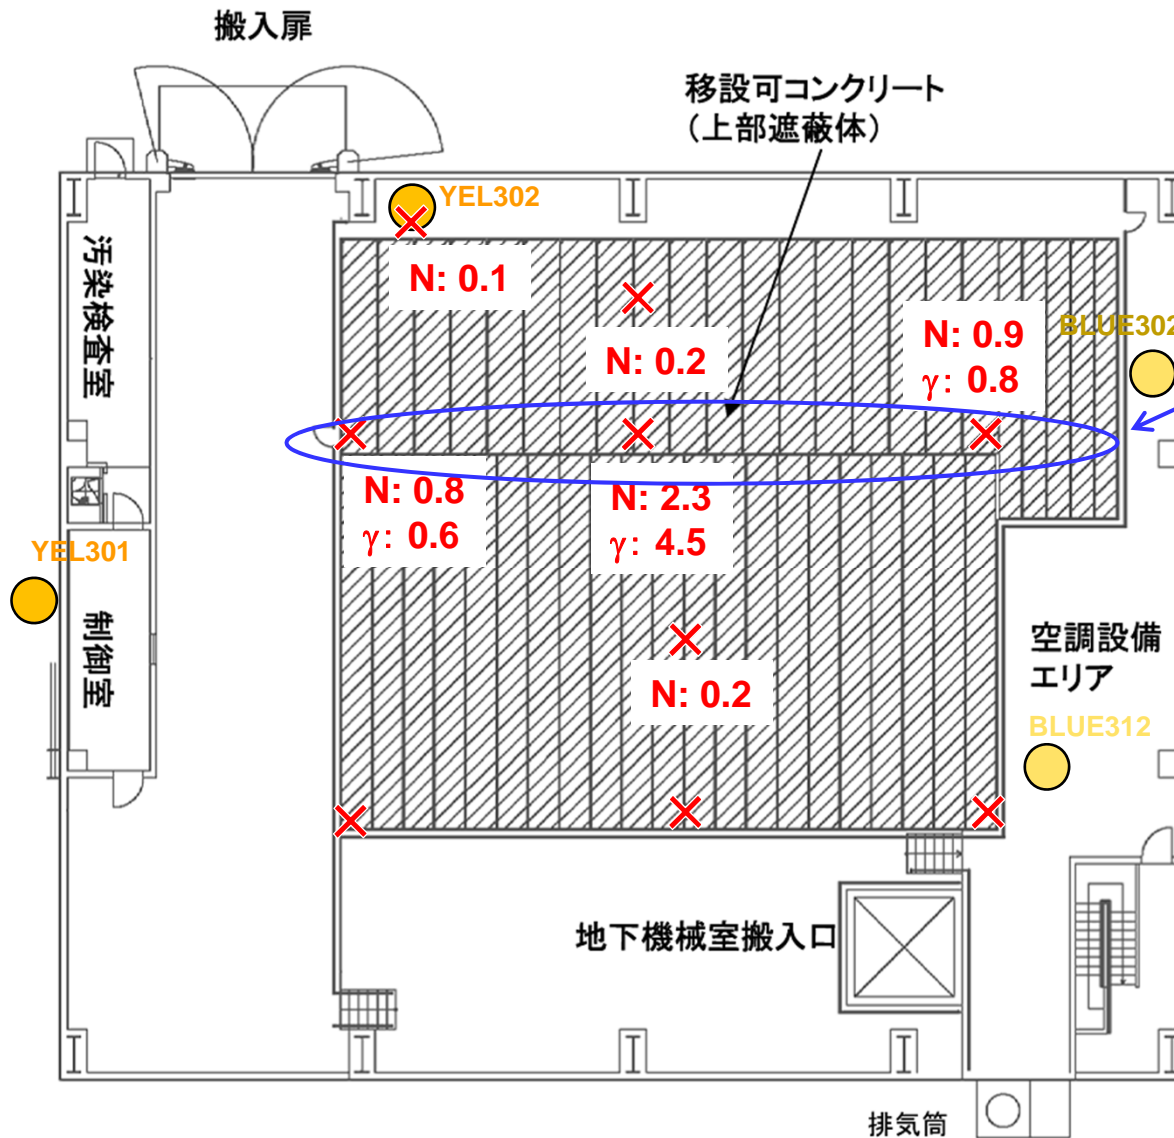 搬入扉
移設可コンクリート
（上部遮蔽体）
YEL302
N: 0.1
汚染検査室
N: 0.2
N: 0.9
γ: 0.8
BLUE302
N: 0.8
γ: 0.6
N: 2.3
γ: 4.5
YEL301
制御室
空調設備
エリア
N: 0.2
BLUE312
地下機械室搬入口
排気筒